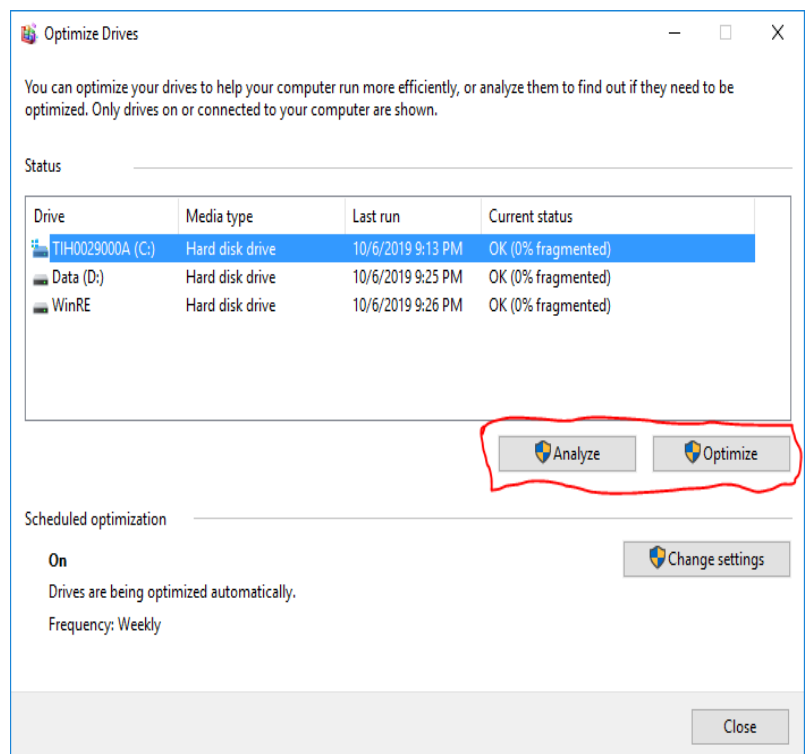 Optimize Drives
You can optimize your drives to help your computer run more efficiently, or analyze them to find out if they need to be
optimized. Only drives on or connected to your computer are shown.
Status
Drive Media type Last run Current status
TIH0029000A (C:) Hard disk drive 10/6/2019 9:13 PM OK (0% fragmented)
Data (D:) Hard disk drive 10/6/2019 9:25 PM OK (0% fragmented)
WinRE Hard disk drive 10/6/2019 9:26 PM OK (0% fragmented)
Analyze Optimize
Scheduled optimization
On Change settings
Drives are being optimized automatically.
Frequency: Weekly
Close